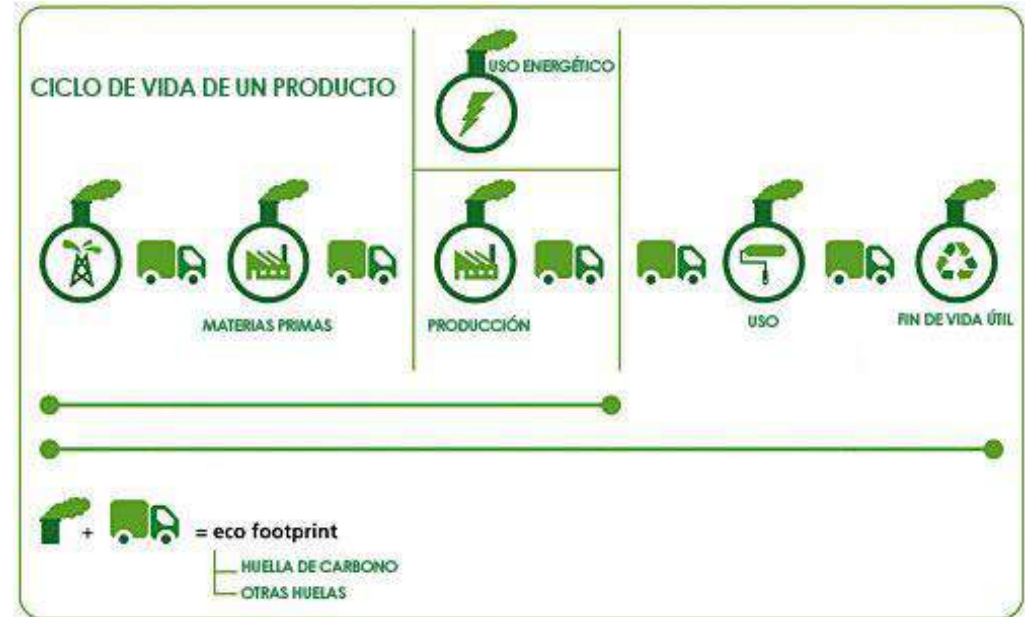 CICLO DE VIDA DE UN PRODUCTO
USO ENERGÉTICO
MATERIAS PRIMAS
PRODUCCIÓN
USO
FIN DE VIDA ÚTIL
+
= eco footprint
HUELLA DE CARBONO
OTRAS HUELAS